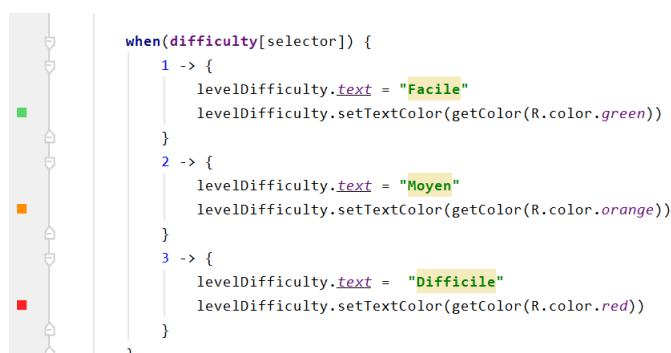 when(difficulty[selector]) {
1 -> {
levelDifficulty.text = "Facile"
levelDifficulty.setTextColor(getColor(R.color.green))
}
2 -> {
levelDifficulty.text = "Moyen"
levelDifficulty.setTextColor(getColor(R.color.orange))
}
3 -> {
levelDifficulty.text =  "Difficile"
levelDifficulty.setTextColor(getColor(R.color.red))
}
}